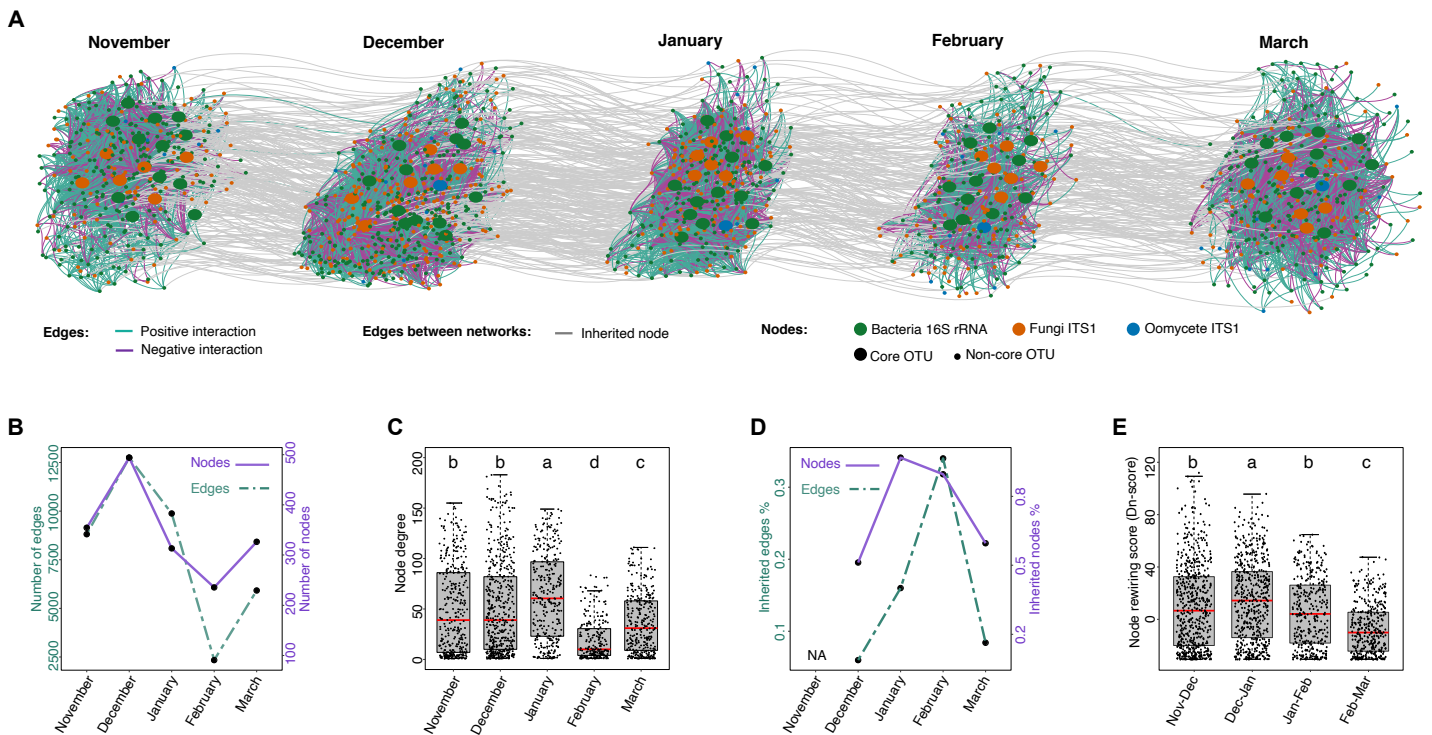 A
November
December
January
February
March
Edges:
Positive interaction
Negative interaction
Edges between networks:
Inherited node
Nodes:
Bacteria 16S rRNA
Fungi ITS1
Oomycete ITS1
Core OTU
Non-core OTU
B
Number of edges
2500
5000
7500
10000
12500
Nodes
Edges
Number of nodes
100
200
300
400
500
November
December
January
February
March
C
Node degree
0
50
100
150
200
b
b
a
d
c
November
December
January
February
March
D
Inherited edges %
0.1
0.2
0.3
Nodes
Edges
NA
Inherited nodes %
0.2
0.5
0.8
November
December
January
February
March
E
Node rewiring score (Dn-score)
0
40
80
120
b
a
b
c
Nov-Dec
Dec-Jan
Jan-Feb
Feb-Mar